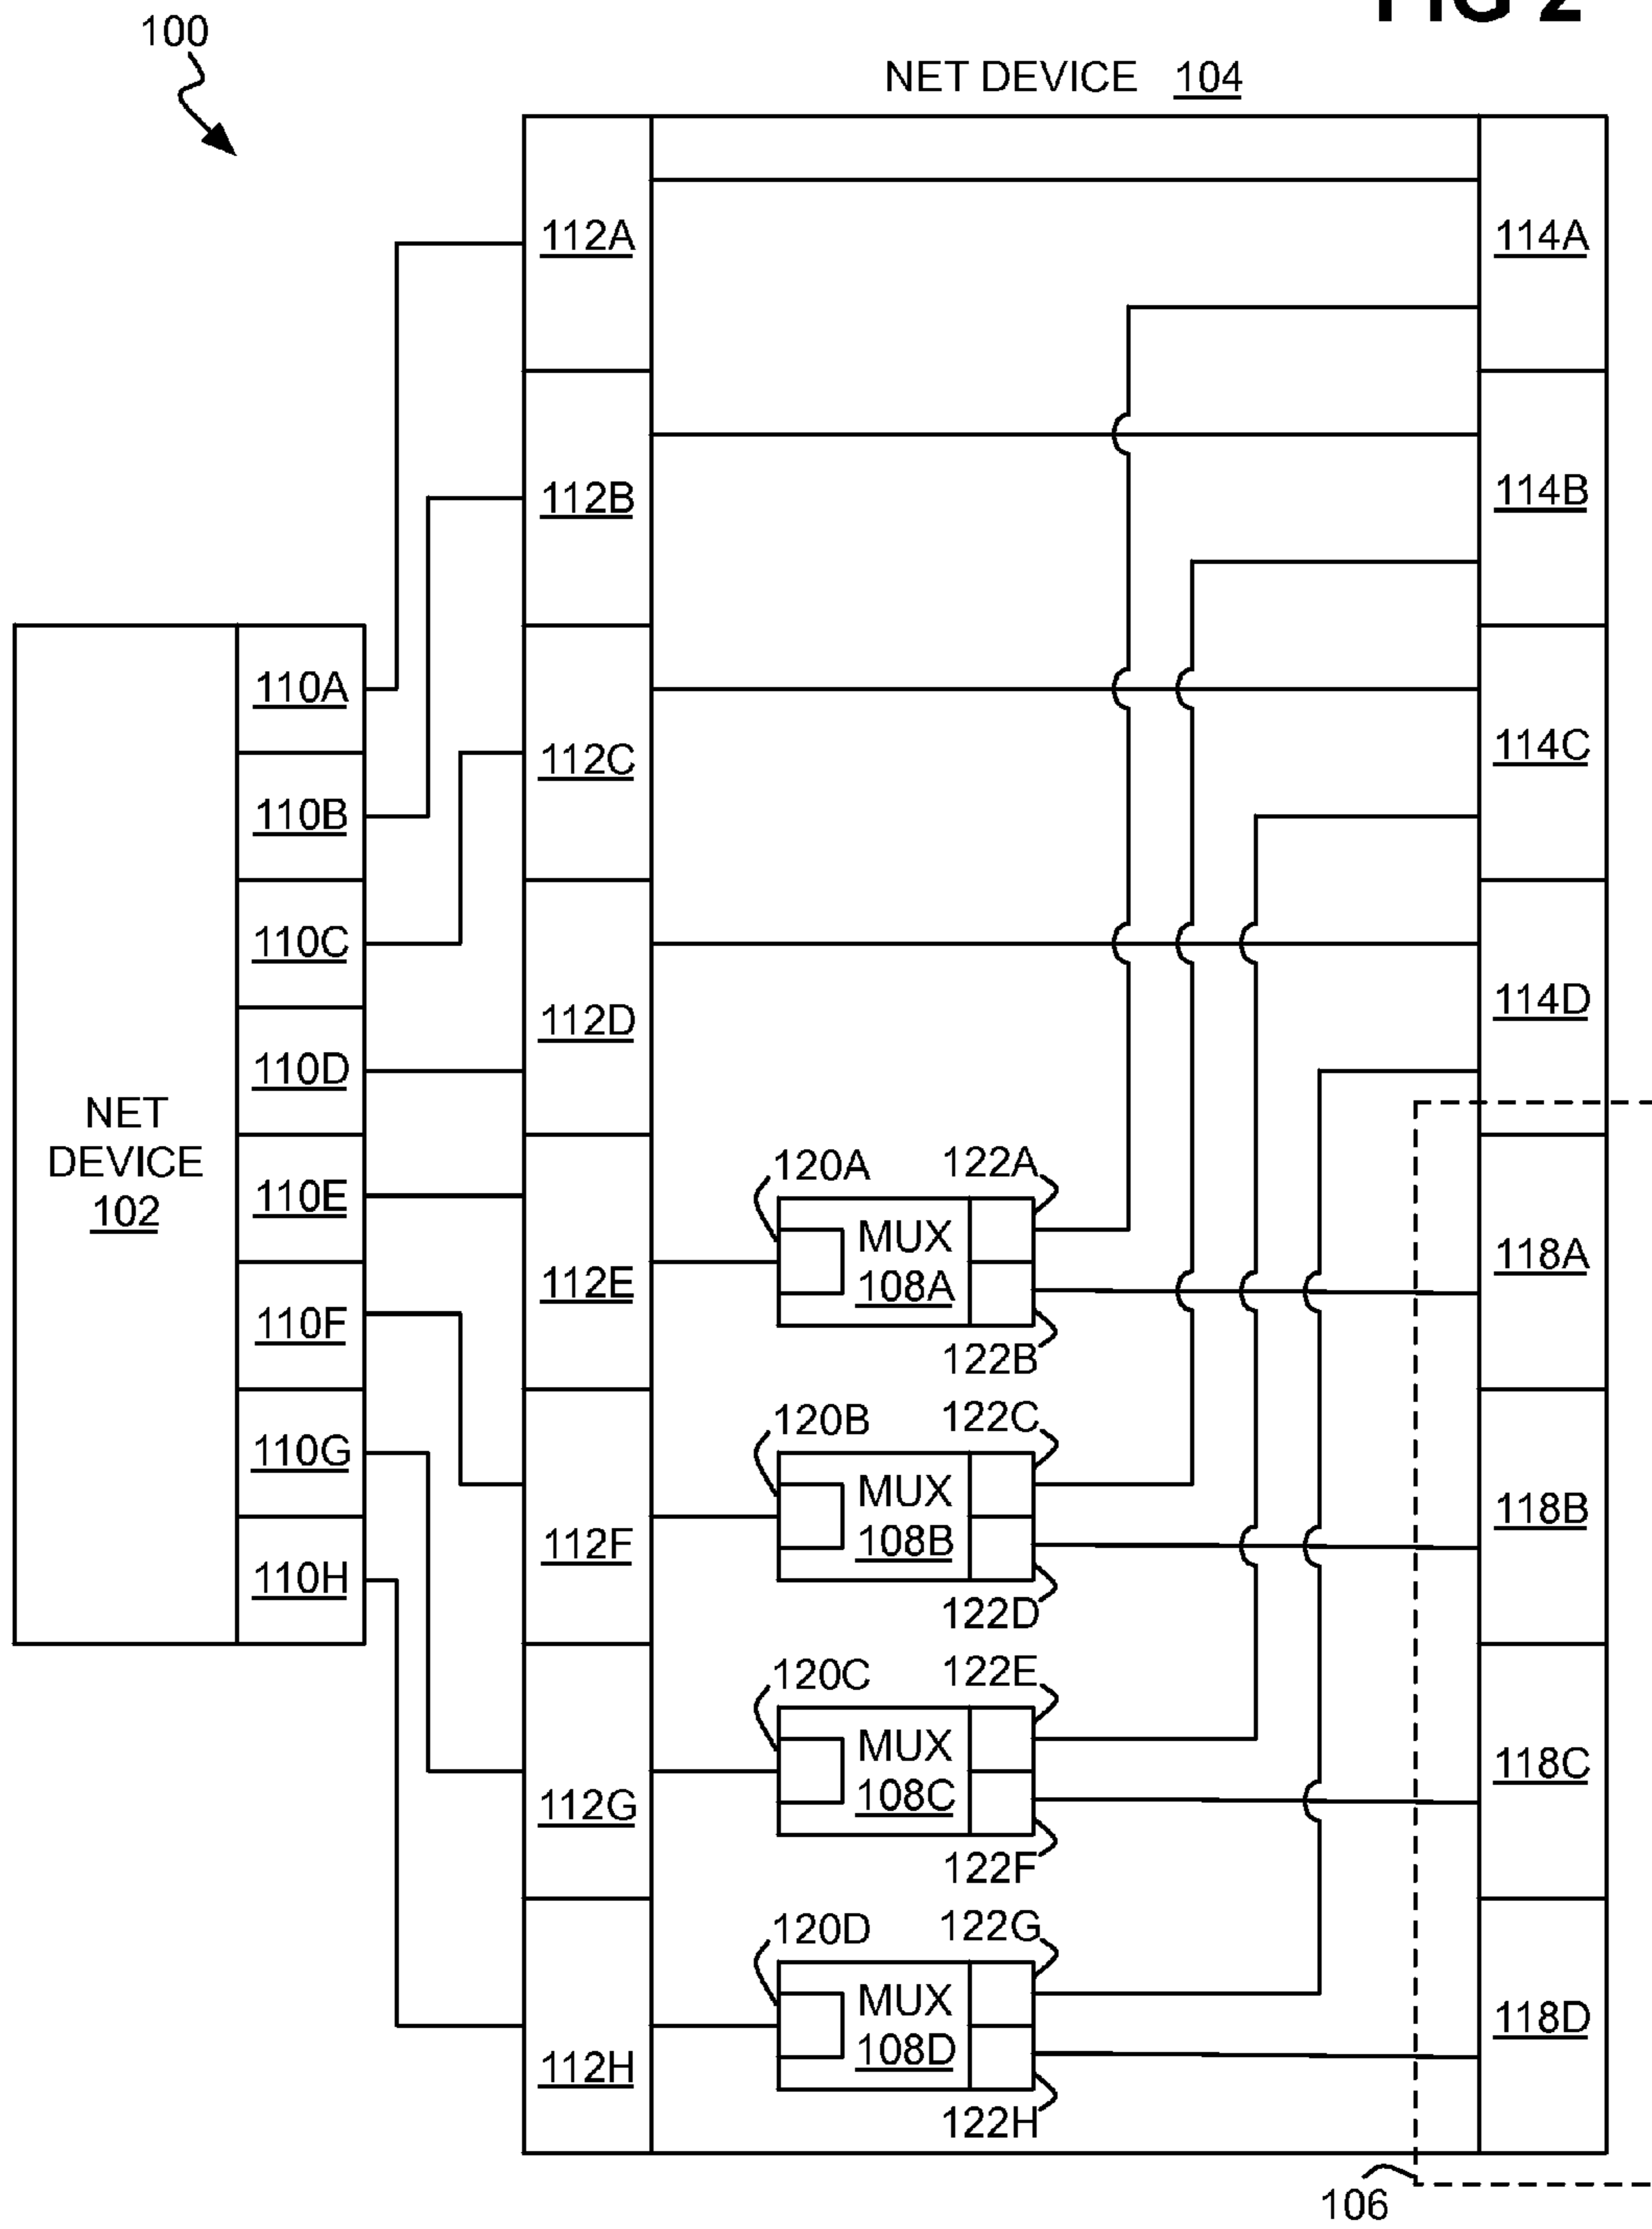 FIG 2
100
NET DEVICE 104
112A
114A
112B
114B
110A
112C
114C
110B
110C
112D
114D
110D
NET
DEVICE
102
110E
120A
122A
MUX
108A
112E
118A
122B
110F
120B
122C
110G
MUX
108B
112F
118B
110H
122D
120C
122E
MUX
108C
112G
118C
122F
120D
122G
MUX
108D
112H
118D
122H
106